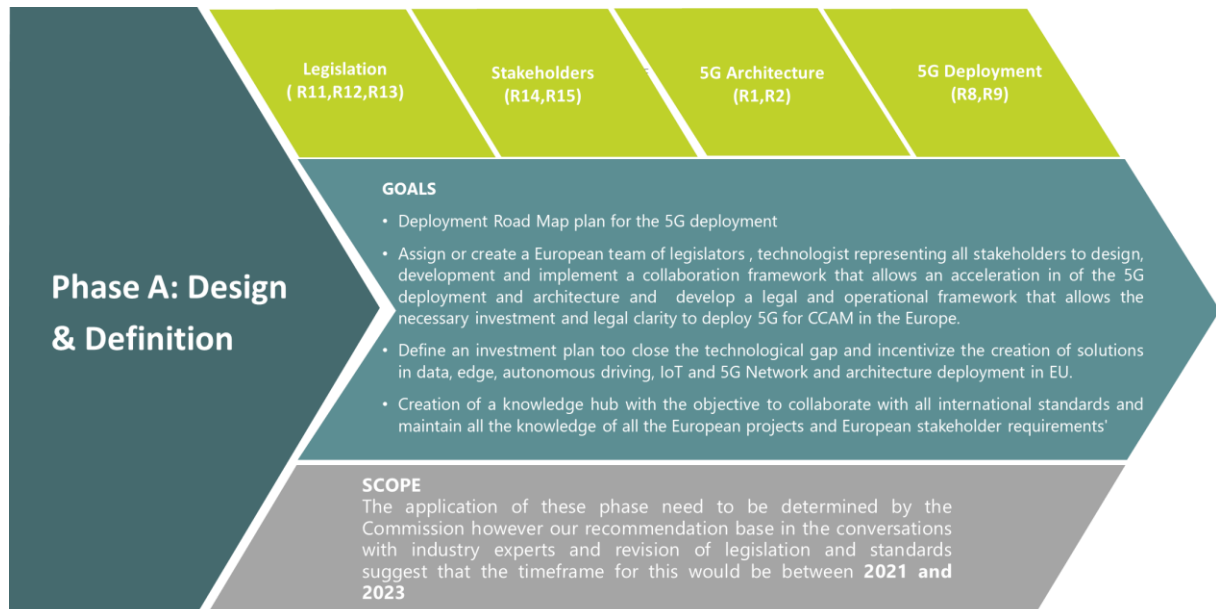 Legislation
( R11,R12,R13)
Stakeholders
(R14,R15)
5G Architecture
(R1,R2)
5G Deployment
(R8,R9)
Phase A: Design
& Definition
GOALS
• Deployment Road Map plan for the 5G deployment
• Assign or create a European team of legislators , technologist representing all stakeholders to design,
development and implement a collaboration framework that allows an acceleration in of the 5G
deployment and architecture and develop a legal and operational framework that allows the
necessary investment and legal clarity to deploy 5G for CCAM in the Europe.
• Define an investment plan too close the technological gap and incentivize the creation of solutions
in data, edge, autonomous driving, IoT and 5G Network and architecture deployment in EU.
• Creation of a knowledge hub with the objective to collaborate with all international standards and
maintain all the knowledge of all the European projects and European stakeholder requirements'
SCOPE
The application of these phase need to be determined by the
Commission however our recommendation base in the conversations
with industry experts and revision of legislation and standards
suggest that the timeframe for this would be between 2021 and
2023